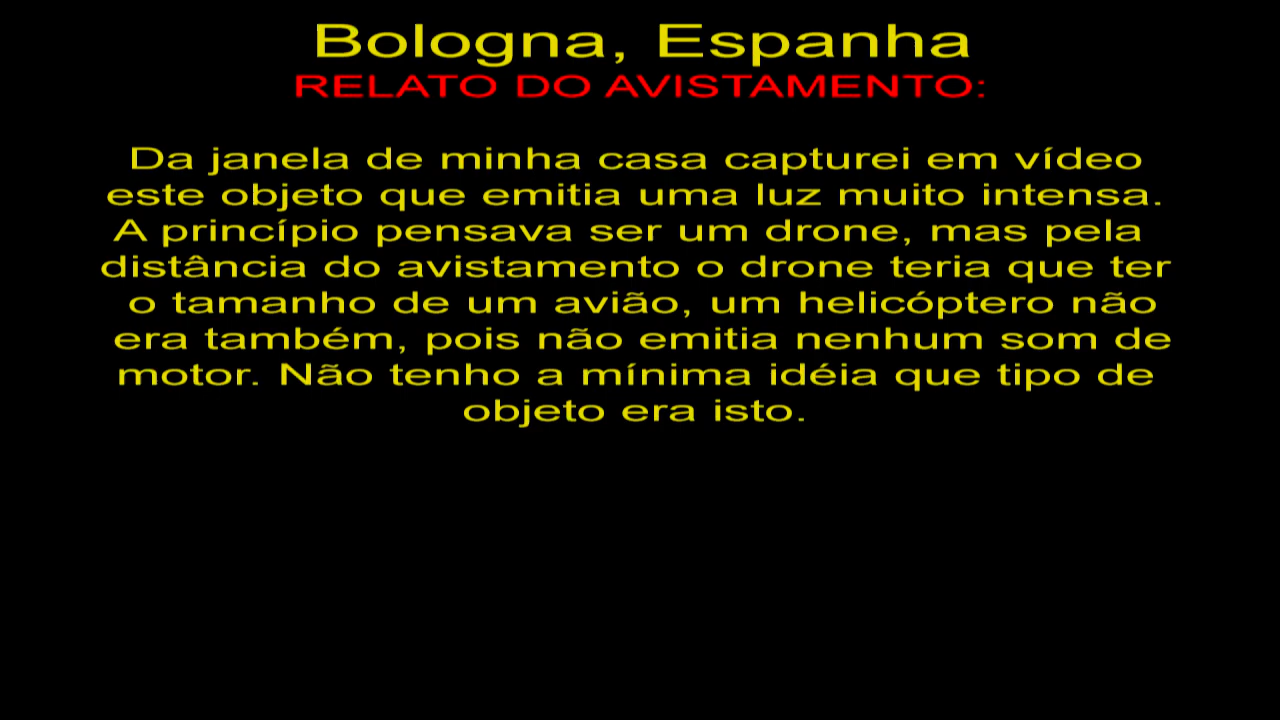 Bologna, Espanha
RELATO DO AVISTAMENTO:
Da janela de minha casa capturei em vídeo
este objeto que emitia uma luz muito intensa.
A princípio pensava ser um drone, mas pela
distância do avistamento o drone teria que ter
o tamanho de um avião, um helicóptero não
era também, pois não emitia nenhum som de
motor. Não tenho a mínima idéia que tipo de
objeto era isto.